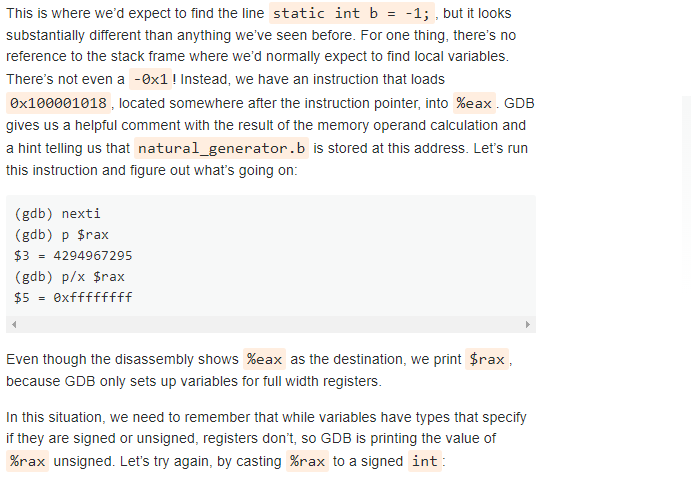 This is where we'd expect to find the line static int b = -1; , but it looks
substantially different than anything we've seen before. For one thing, there's no
reference to the stack frame where we'd normally expect to find local variables.
There's not even a -0x1 ! Instead, we have an instruction that loads
0x100001018 , located somewhere after the instruction pointer, into %eax . GDB
gives us a helpful comment with the result of the memory operand calculation and
a hint telling us that natural_generator.b is stored at this address. Let's run
this instruction and figure out what's going on:
(gdb) nexti
(gdb) p $rax
$3 = 4294967295
(gdb) p/x $rax
$5 = 0xffffffff
Even though the disassembly shows %eax as the destination, we print $rax ,
because GDB only sets up variables for full width registers.
In this situation, we need to remember that while variables have types that specify
if they are signed or unsigned, registers don't, so GDB is printing the value of
%rax unsigned. Let's try again, by casting %rax to a signed int :